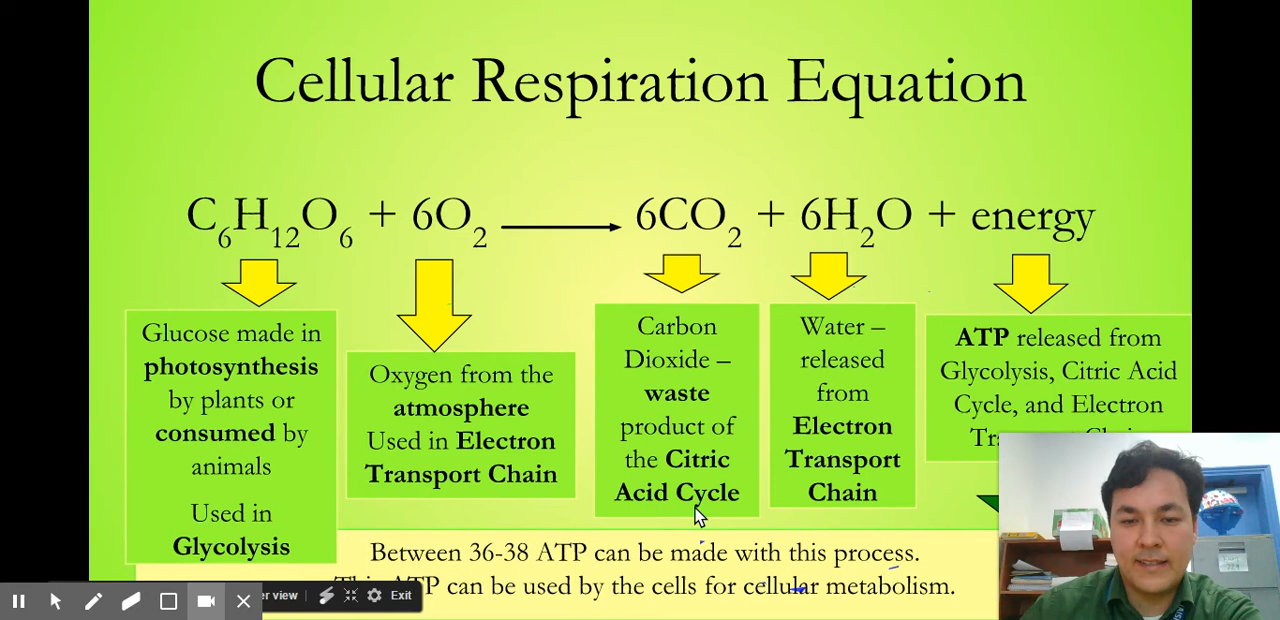 Cellular Respiration Equation
C6H12O6 + 6O2 → 6CO2 + 6H2O + energy
Glucose made in
photosynthesis
by plants or
consumed by
animals
Used in
Glycolysis
Oxygen from the
atmosphere
Used in Electron
Transport Chain
Carbon
Dioxide –
waste
product of
the Citric
Acid Cycle
Water –
released
from
Electron
Transport
Chain
ATP released from
Glycolysis, Citric Acid
Cycle, and Electron
Between 36-38 ATP can be made with this process.
This ATP can be used by the cells for cellular metabolism.
Exit